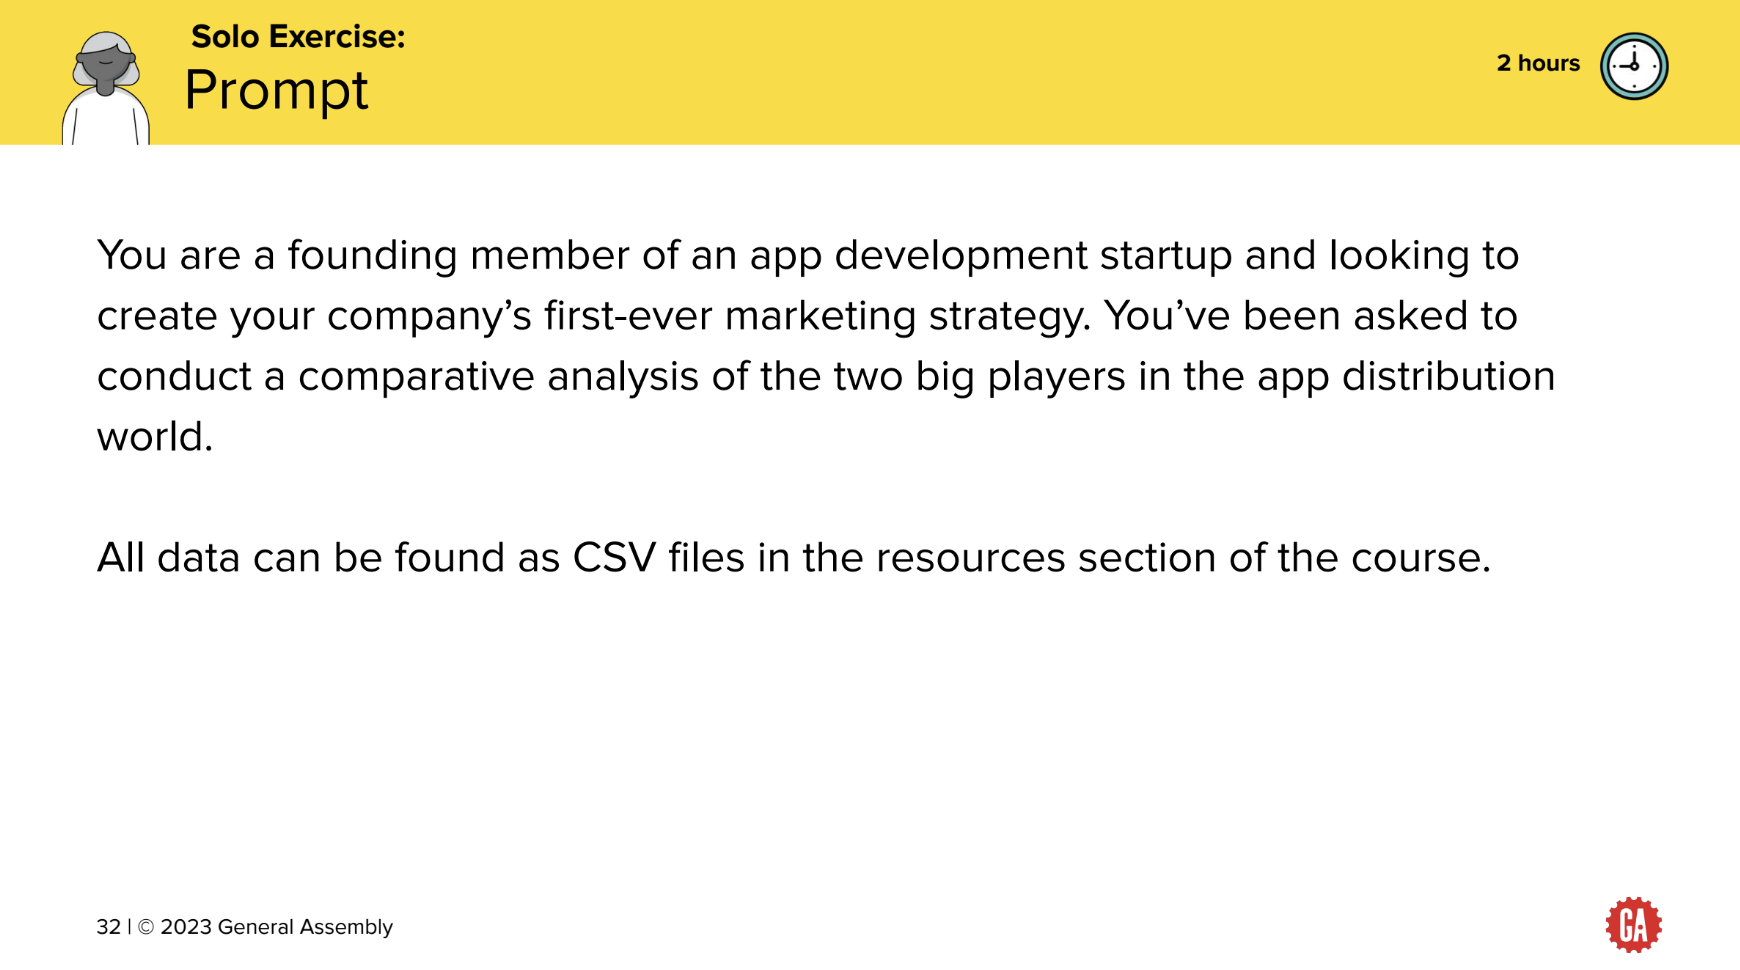 Solo Exercise:
Prompt
2 hours
You are a founding member of an app development startup and looking to
create your company’s first-ever marketing strategy. You’ve been asked to
conduct a comparative analysis of the two big players in the app distribution
world.
All data can be found as CSV files in the resources section of the course.
32 | © 2023 General Assembly
GA